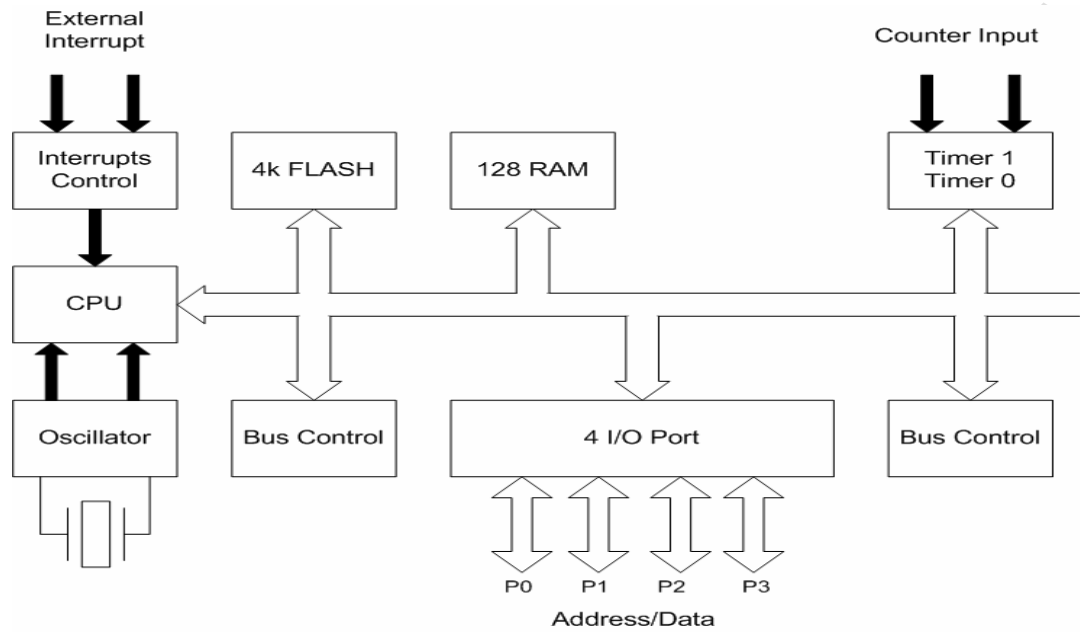 External
Interrupt
Counter Input
Interrupts
Control
4k FLASH
128 RAM
Timer 1
Timer 0
CPU
Oscillator
Bus Control
4 I/O Port
Bus Control
P0
P1
P2
P3
Address/Data